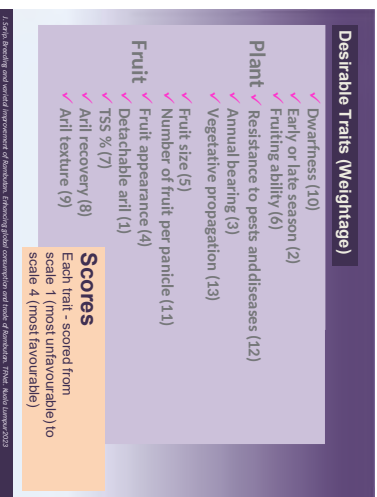 Desirable Traits (Weightage)
Dwarfness (10)
Early or late season (2)
Fruiting ability (6)
Plant
Resistance to pests anddiseases (12)
Annual bearing (3)
Vegetative propagation (13)
Fruit size (5)
Number of fruit per panicle (11)
Fruit
Fruit appearance (4)
Detachable aril (1)
TSS % (7)
Aril recovery (8)
Aril texture (9)
Scores
Each trait - scored from
scale 1 (most unfavourable) to
scale 4 (most favourable)
J. Sarip. Breeding and varietal improvement of Rambutan. Enhancing global consumption and trade of Rambutan. TFNet. Kuala Lumpur 2023